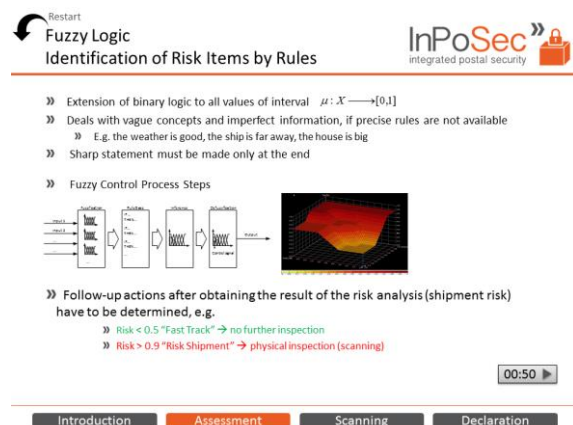 Restart
Fuzzy Logic
Identification of Risk Items by Rules
InPoSec
integrated postal security
» Extension of binary logic to all values of interval μ : X ⟶[0,1]
» Deals with vague concepts and imperfect information, if precise rules are not available
» E.g. the weather is good, the ship is far away, the house is big
» Sharp statement must be made only at the end
» Fuzzy Control Process Steps
» Follow-up actions after obtaining the result of the risk analysis (shipment risk)
have to be determined, e.g.
» Risk < 0.5 "Fast Track" → no further inspection
» Risk > 0.9 "Risk Shipment" → physical inspection (scanning)
00:50
Introduction Assessment Scanning Declaration